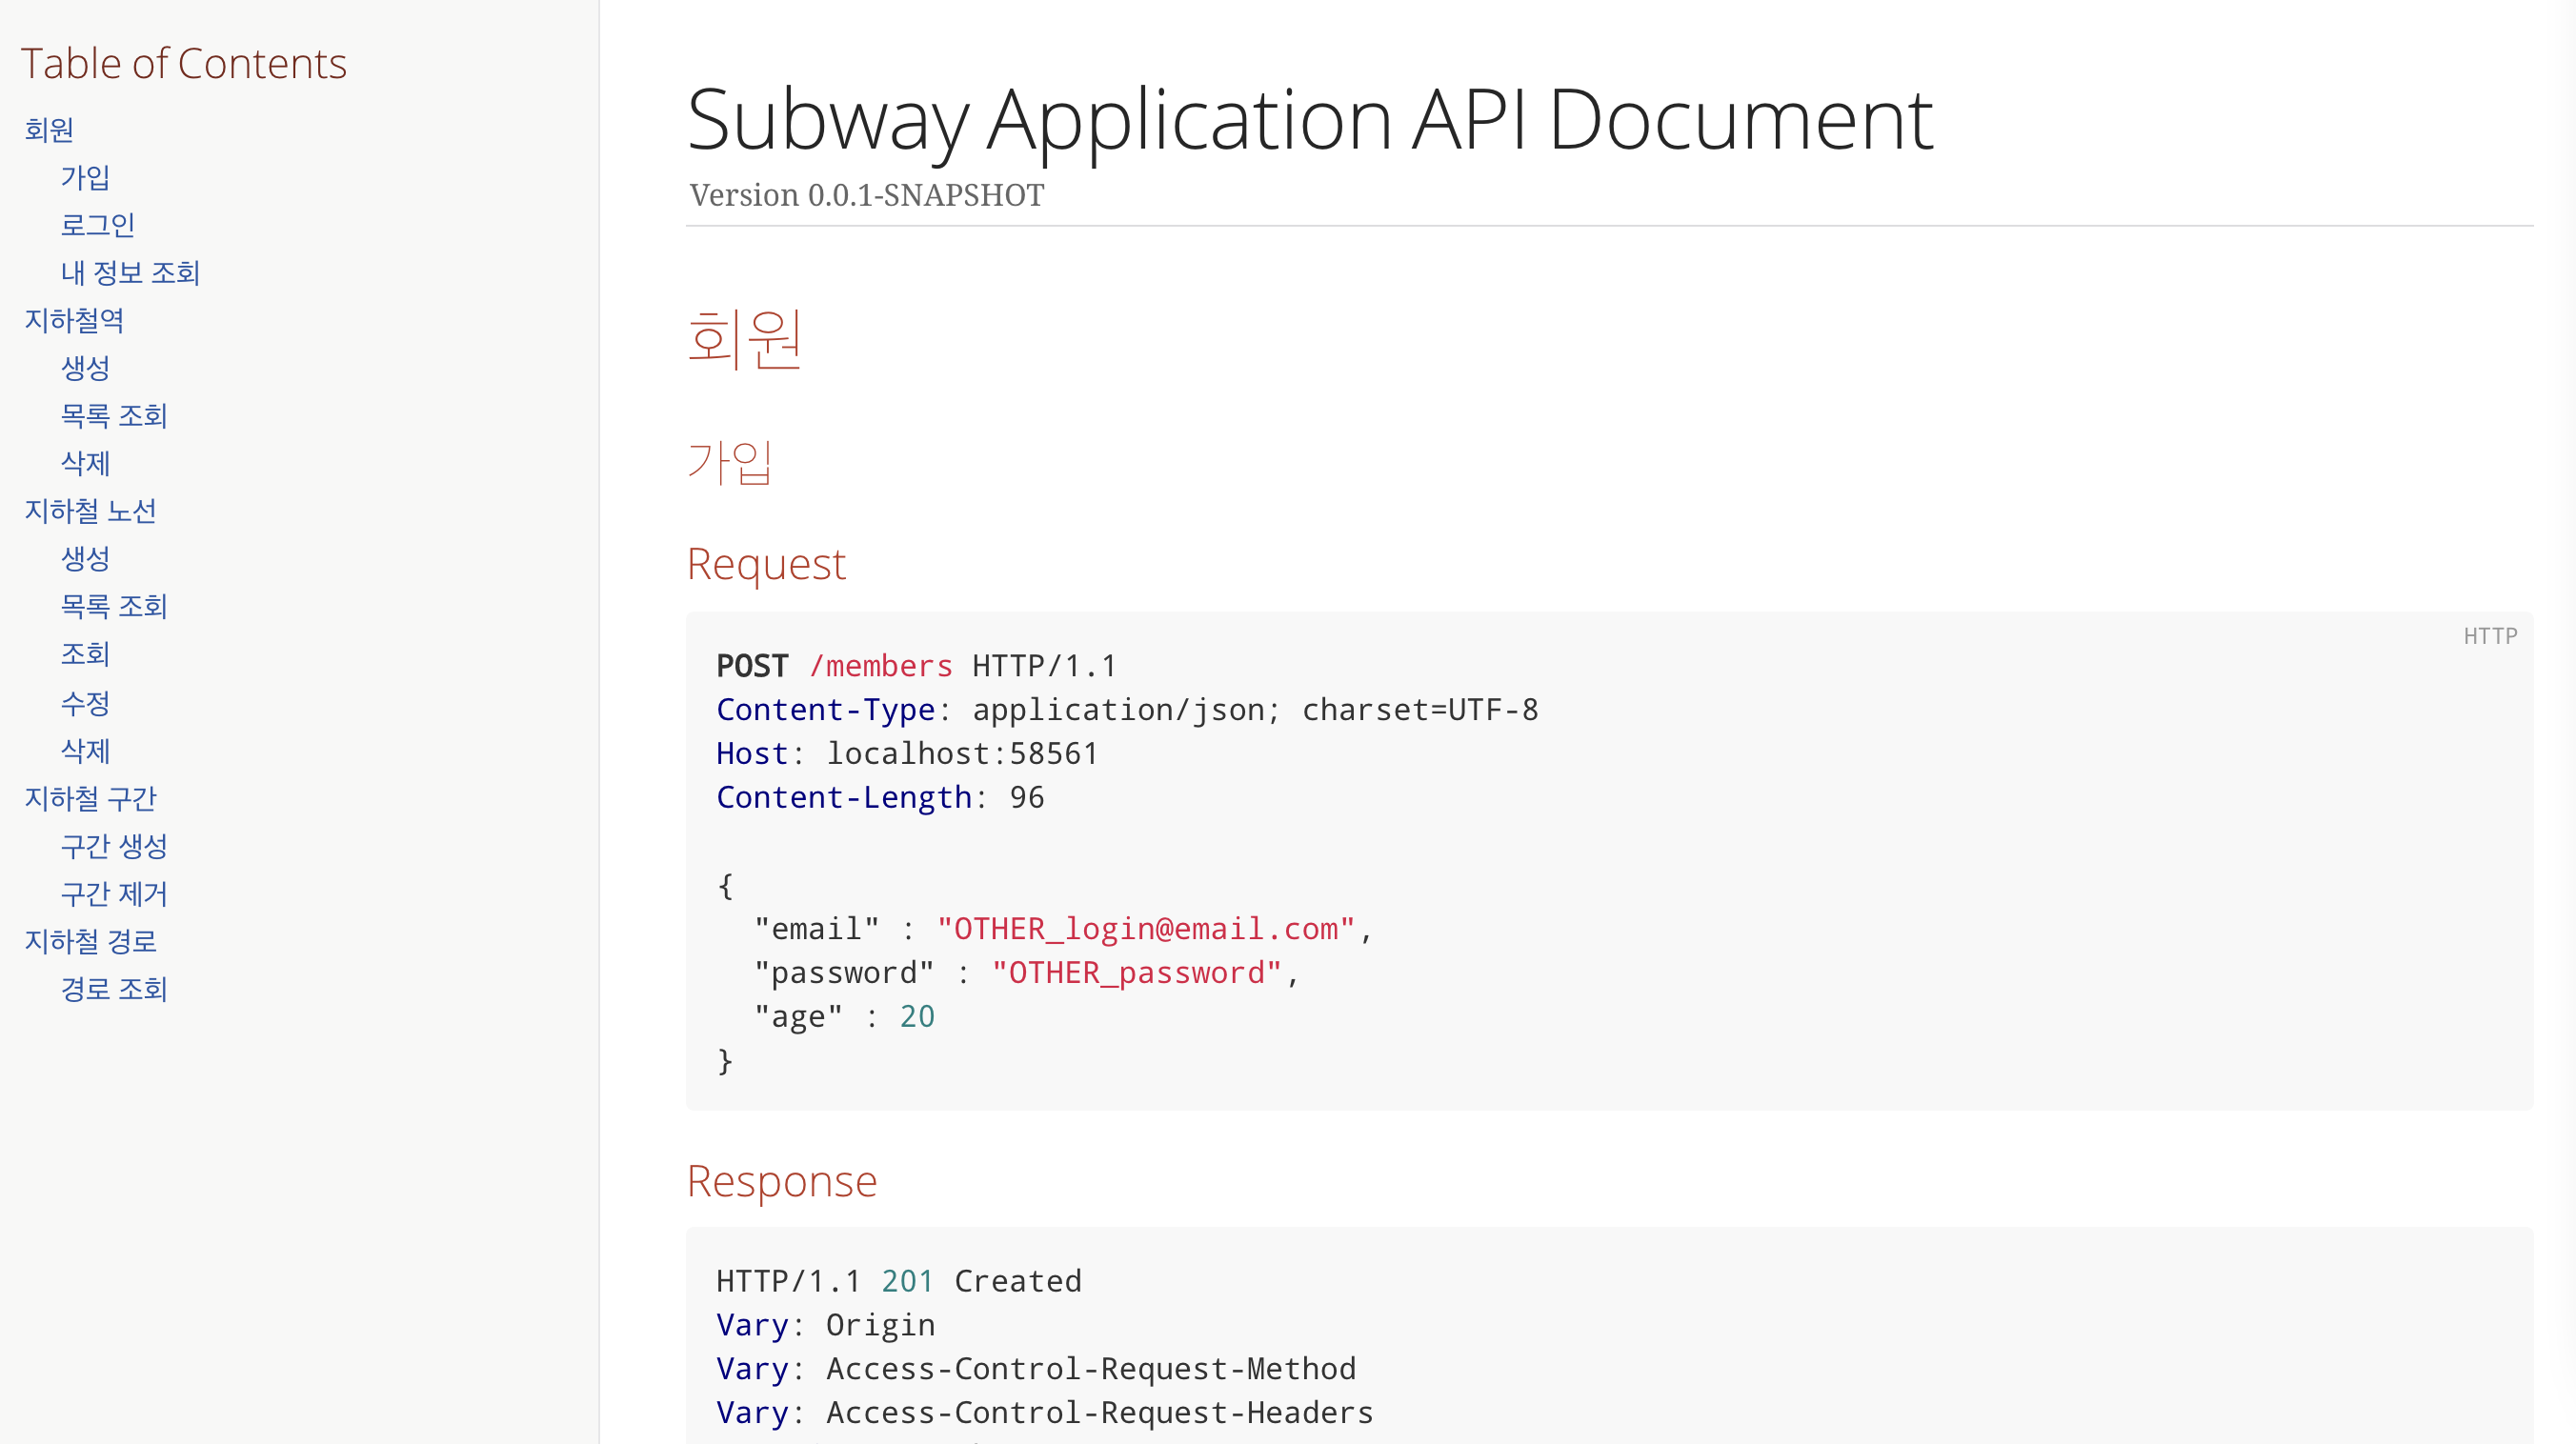 Table of Contents
회원
가입
로그인
내 정보 조회
지하철역
생성
목록 조회
삭제
지하철 노선
생성
목록 조회
조회
수정
삭제
지하철 구간
구간 생성
구간 제거
지하철 경로
경로 조회
Subway Application API Document
Version 0.0.1-SNAPSHOT
회원
가입
Request
HTTP
POST /members HTTP/1.1
Content-Type: application/json; charset=UTF-8
Host: localhost:58561
Content-Length: 96
{
"email" : "OTHER_login@email.com",
"password" : "OTHER_password",
"age" : 20
}
Response
HTTP/1.1 201 Created
Vary: Origin
Vary: Access-Control-Request-Method
Vary: Access-Control-Request-Headers